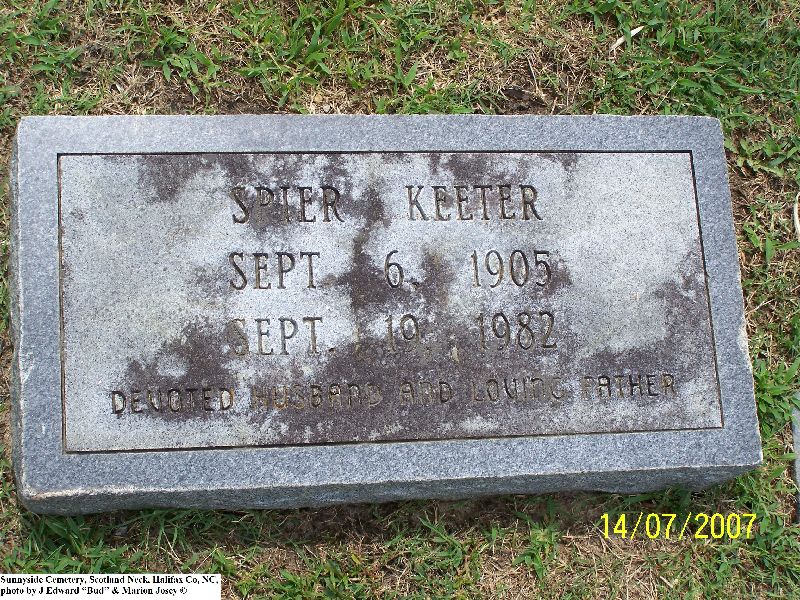 SPIER KEETER
SEPT. 6, 1905
SEPT. 19, 1982
DEVOTED HUSBAND AND LOVING FATHER
14/07/2007
Sunnyside Cemetery, Scotland Neck, Halifax Co, NC,
photo by J Edward "Bud" & Marion Josey ©